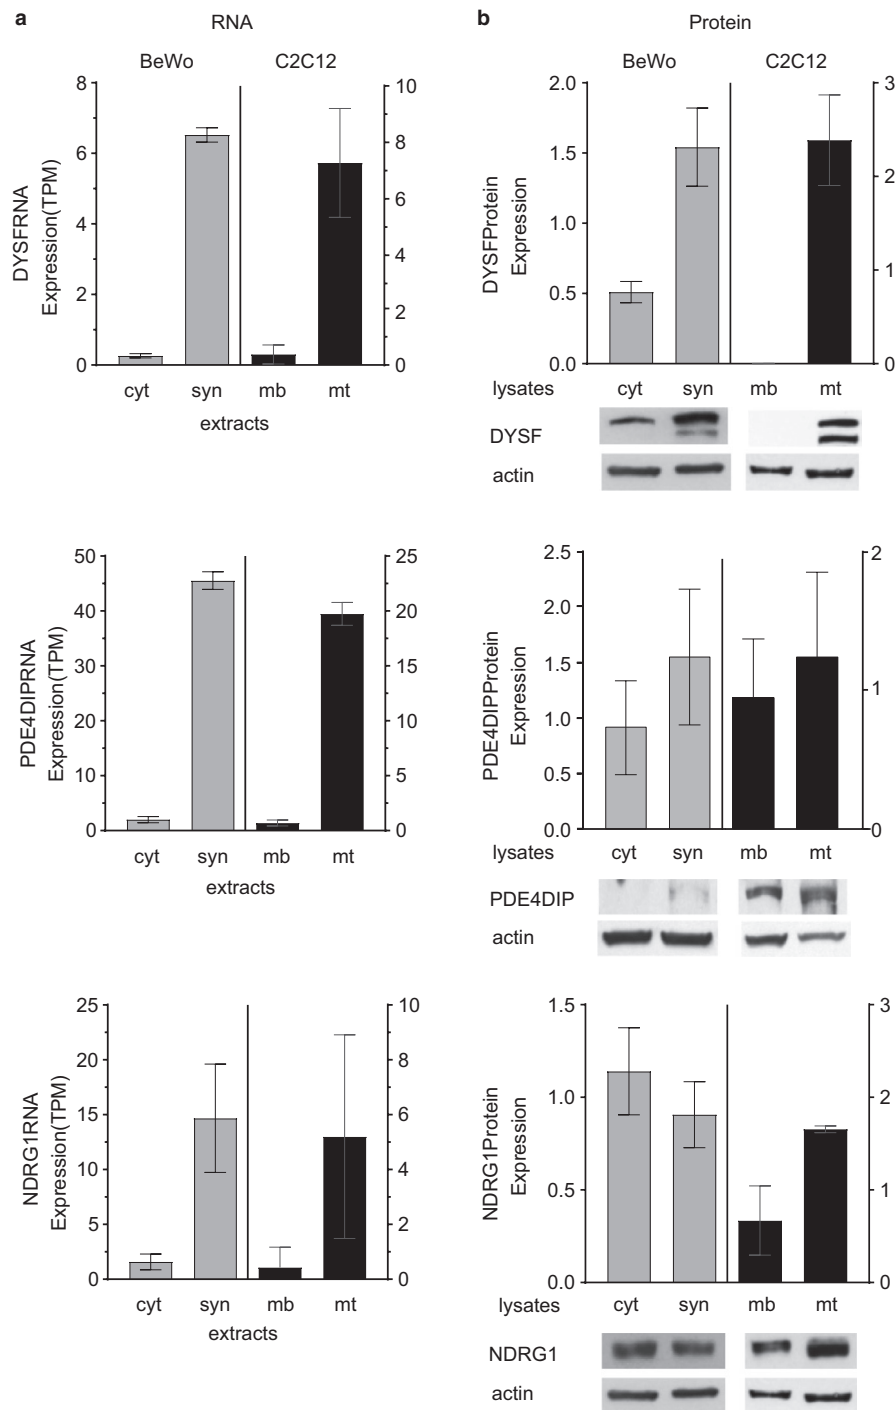 a
RNA
BeWo
C2C12
8
6
4
2
0
10
8
6
4
2
0
DYSFRNA
Expression(TPM)
cyt syn mb mt
extracts
50
40
30
20
10
0
25
20
15
10
5
0
PDE4DIPRNA
Expression(TPM)
cyt syn mb mt
extracts
25
20
15
10
5
0
10
8
6
4
2
0
NDRG1RNA
Expression(TPM)
cyt syn mb mt
extracts
b
Protein
BeWo
C2C12
2.0
1.5
1.0
0.5
0.0
3
2
1
0
DYSFProtein
Expression
lysates cyt syn mb mt
DYSF
actin
2.5
2.0
1.5
1.0
0.5
0.0
2
1
0
PDE4DIPProtein
Expression
lysates cyt syn mb mt
PDE4DIP
actin
1.5
1.0
0.5
0.0
3
2
1
0
NDRG1Protein
Expression
lysates cyt syn mb mt
NDRG1
actin